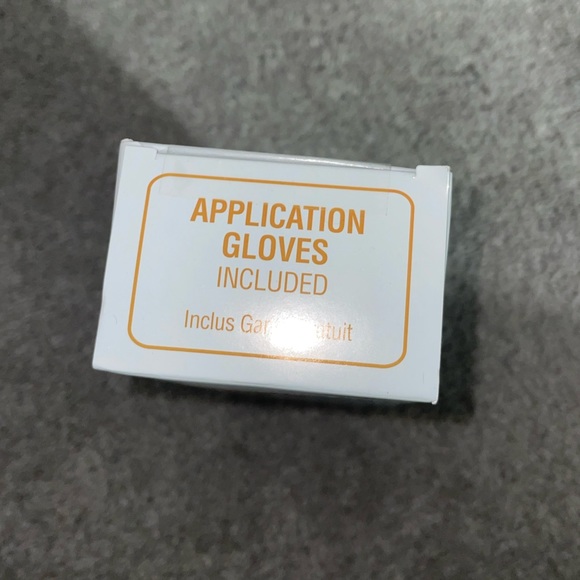 APPLICATION
GLOVES
INCLUDED
Inclus